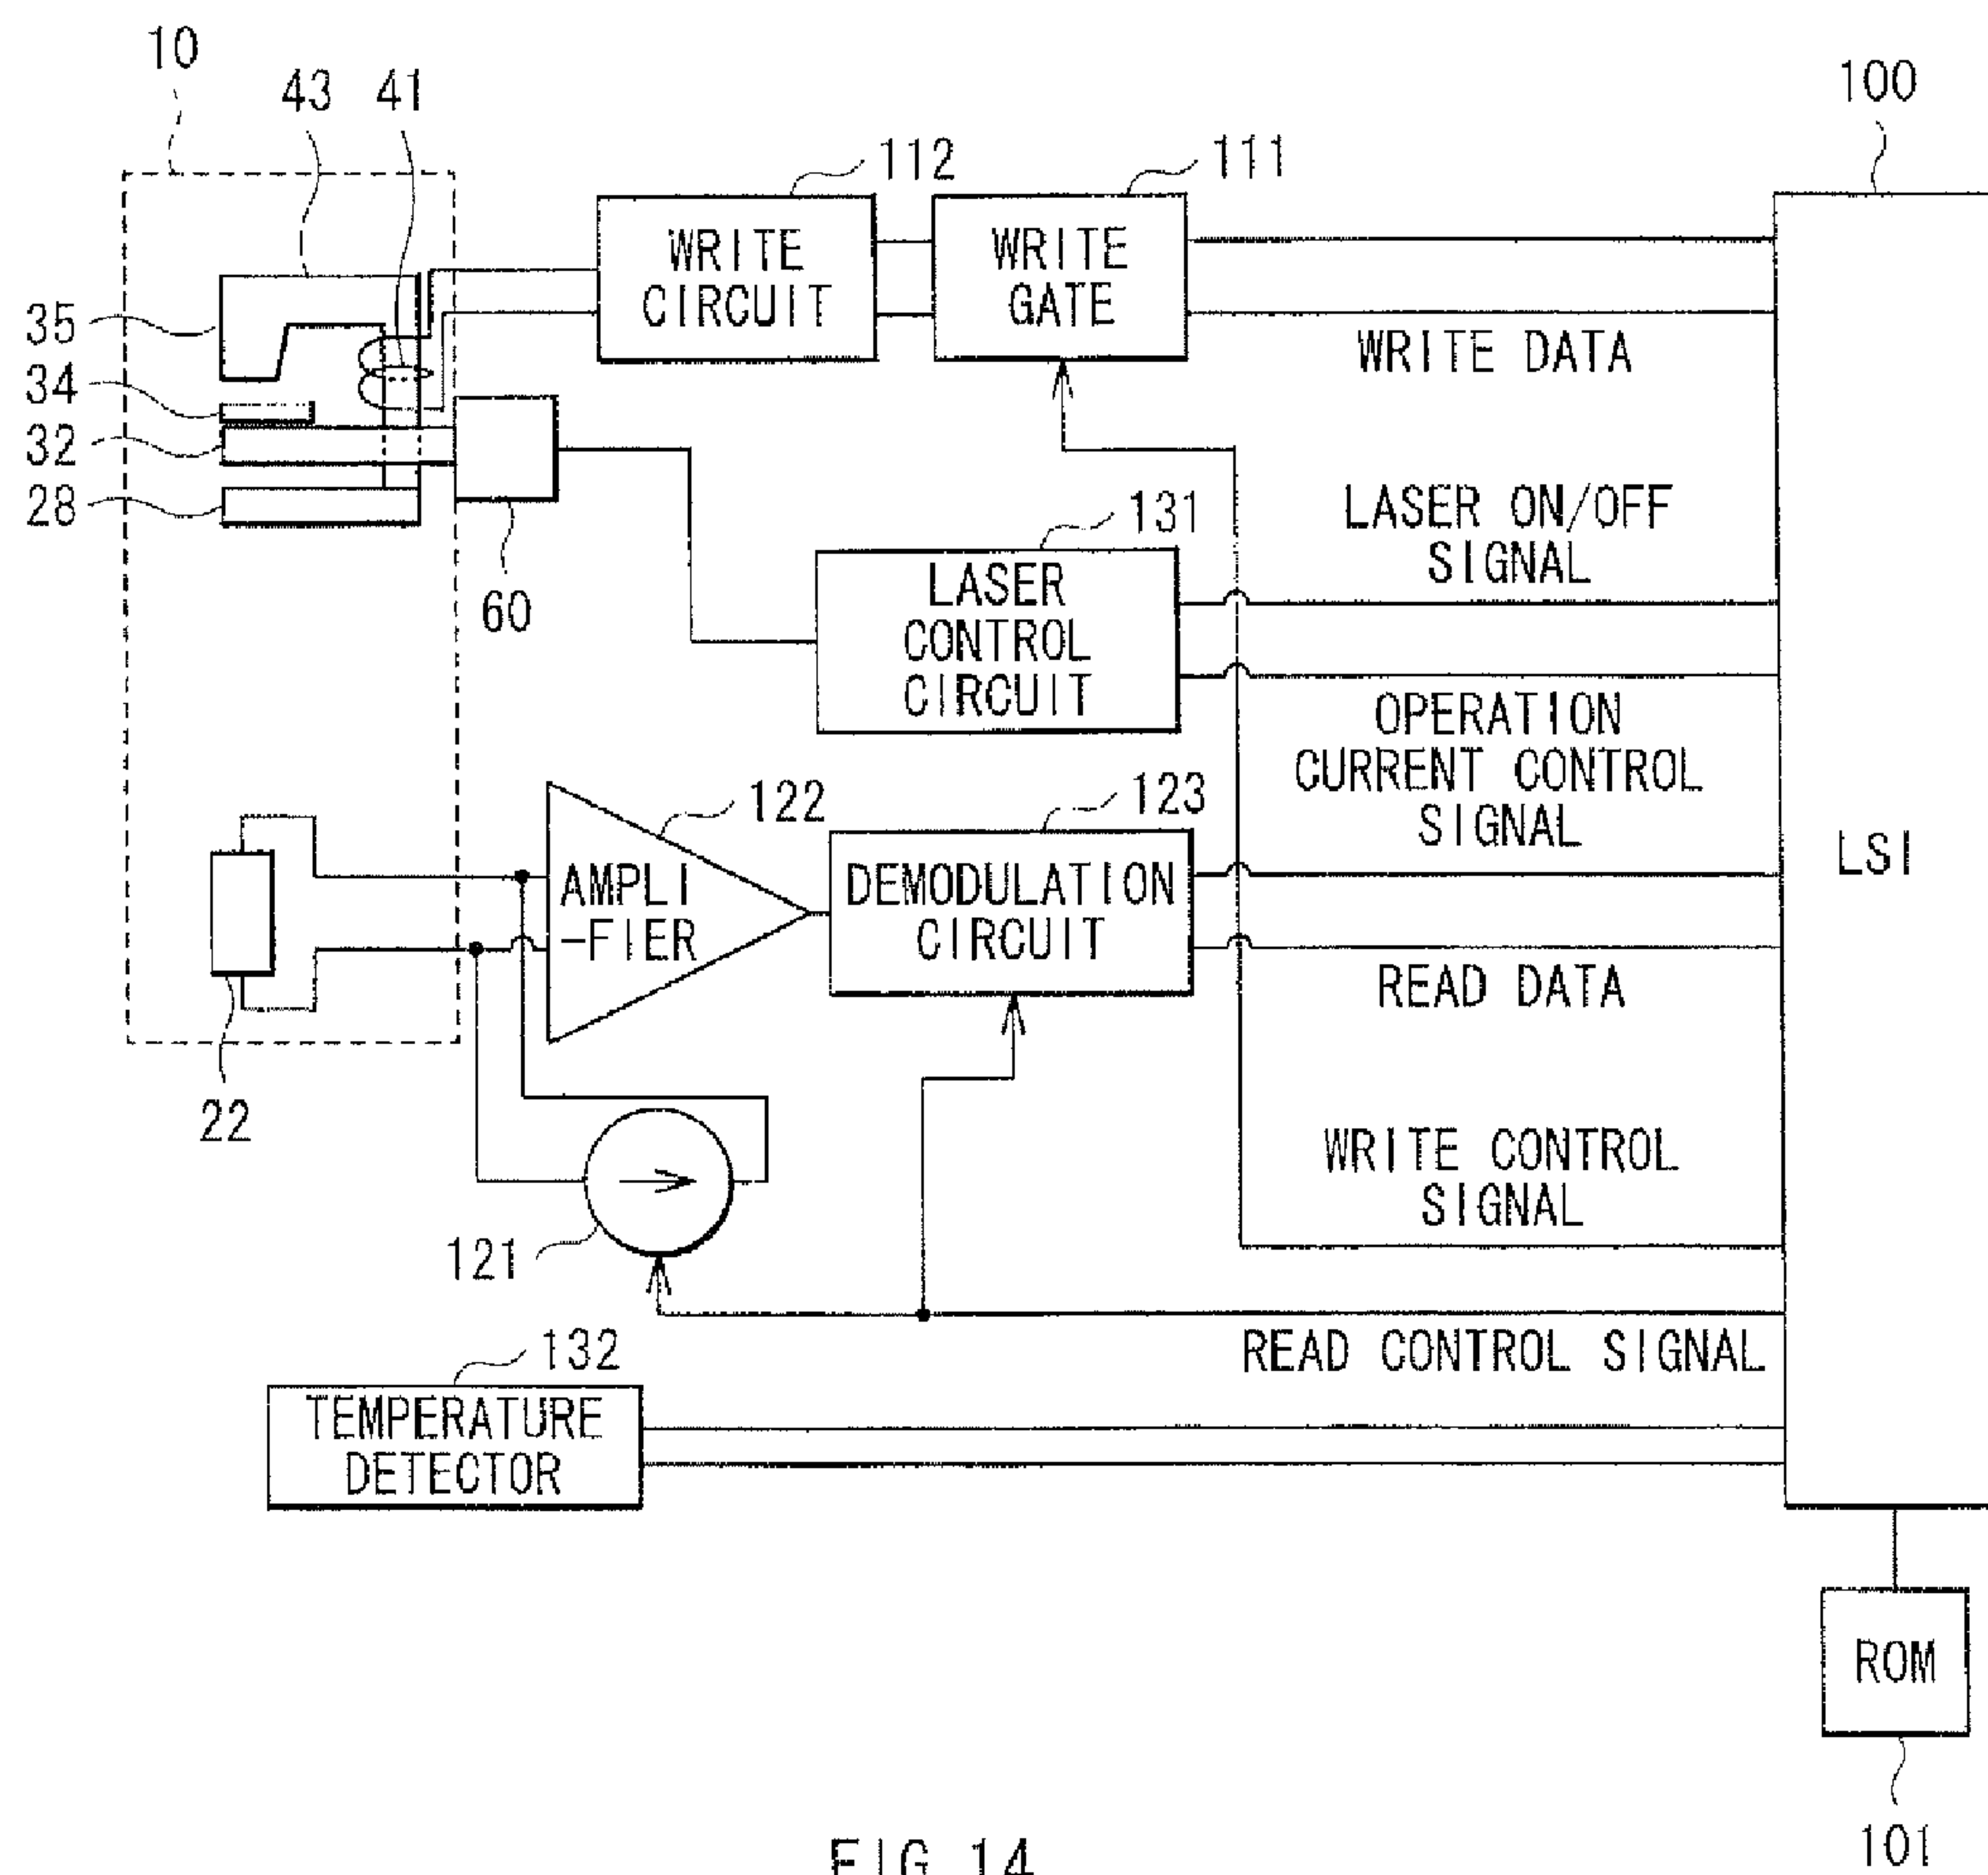 10
43 41
100
112
111
WRITE
CIRCUIT
WRITE
GATE
35
WRITE DATA
34
32
28
LASER ON/OFF
SIGNAL
131
60
LASER
CONTROL
CIRCUIT
OPERATION
CURRENT CONTROL
SIGNAL
122
123
LSI
AMPLI
-FIER
DEMODULATION
CIRCUIT
READ DATA
22
WRITE CONTROL
SIGNAL
121
132
READ CONTROL SIGNAL
TEMPERATURE
DETECTOR
ROM
101
FIG. 14